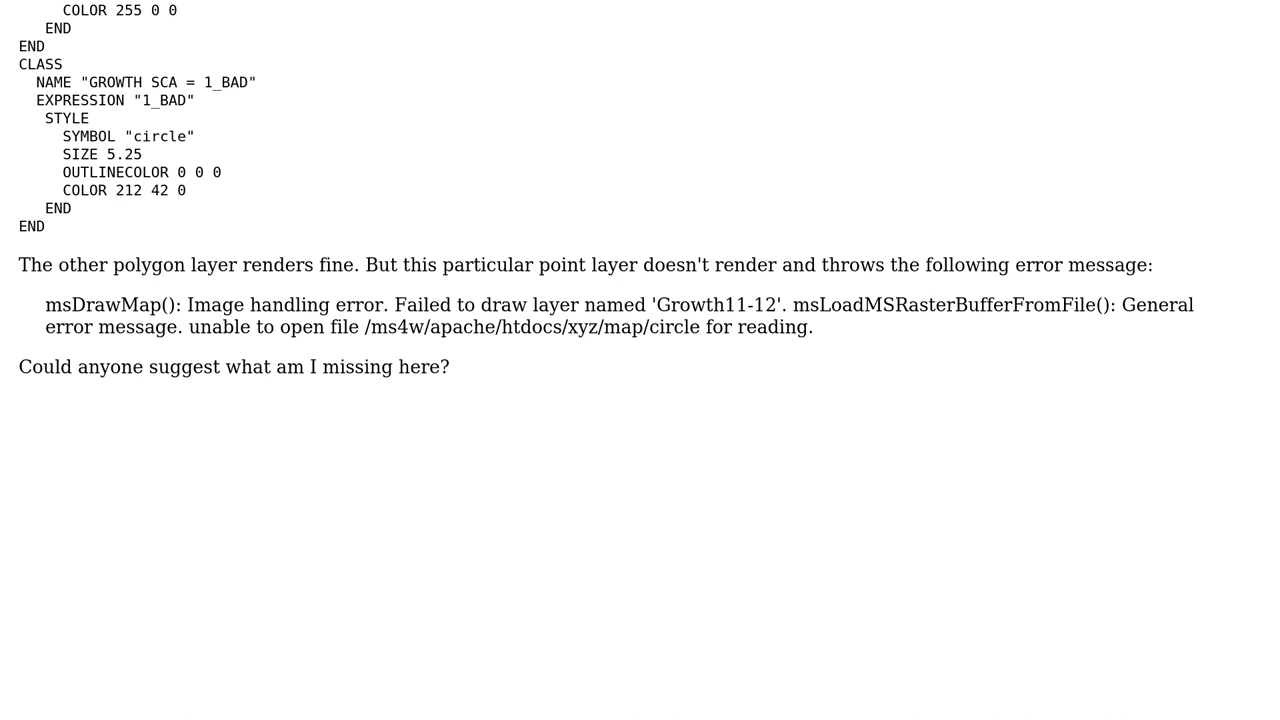 COLOR 255 0 0
END
END
CLASS
NAME "GROWTH SCA = 1_BAD"
EXPRESSION "1_BAD"
STYLE
SYMBOL "circle"
SIZE 5.25
OUTLINECOLOR 0 0 0
COLOR 212 42 0
END
END
The other polygon layer renders fine. But this particular point layer doesn't render and throws the following error message:
msDrawMap(): Image handling error. Failed to draw layer named 'Growth11-12'. msLoadMSRasterBufferFromFile(): General
error message. unable to open file /ms4w/apache/htdocs/xyz/map/circle for reading.
Could anyone suggest what am I missing here?